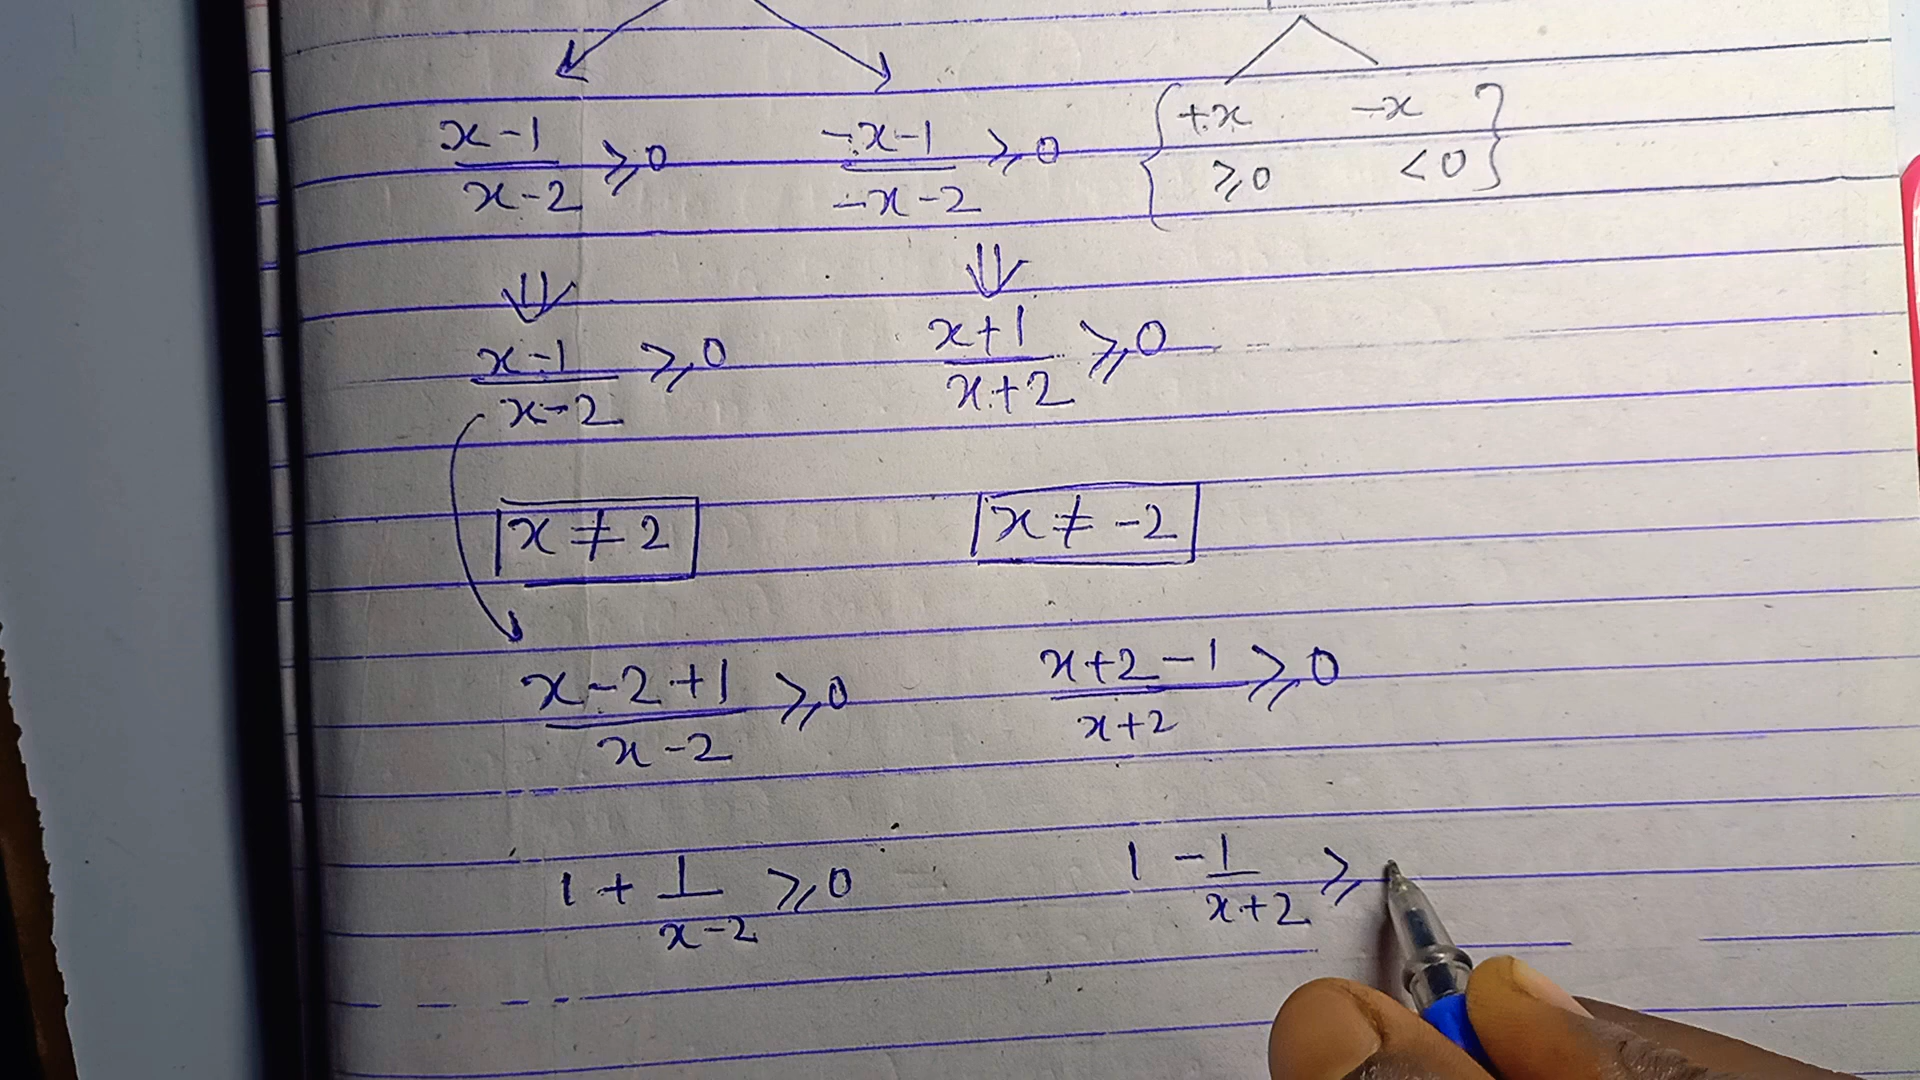 x-1/x-2 ⩾ 0    -x-1/-x-2 ⩾ 0    { +x    -x }
{ ⩾0    <0 }
⇓    ⇓
x-1/x-2 ⩾ 0    x+1/x+2 ⩾ 0
x ≠ 2    x ≠ -2
x-2+1/x-2 ⩾ 0    x+2-1/x+2 ⩾ 0
1 + 1/x-2 ⩾ 0    1 - 1/x+2 ⩾